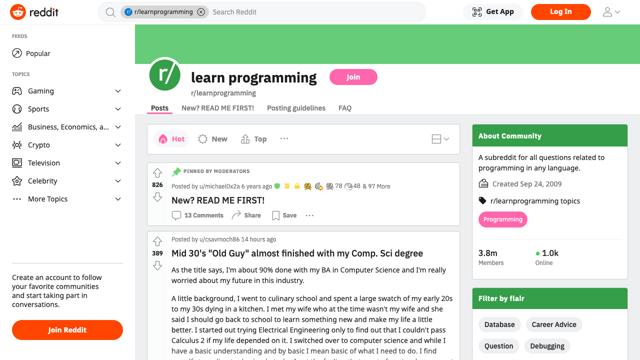 reddit
r/learnprogramming
Search Reddit
Get App
Log In
FEEDS
Popular
TOPICS
Gaming
Sports
Business, Economics, a...
Crypto
Television
Celebrity
More Topics
Create an account to follow
your favorite communities
and start taking part in
conversations.
Join Reddit
r/
learn programming
Join
r/learnprogramming
Posts
New? READ ME FIRST!
Posting guidelines
FAQ
Hot
New
Top
826
PINNED BY MODERATORS
Posted by u/michael0x2a 6 years ago
78
48
& 97 More
New? READ ME FIRST!
13 Comments
Share
Save
389
Posted by u/csavmoch86 14 hours ago
Mid 30's "Old Guy" almost finished with my Comp. Sci degree
As the title says, I'm about 90% done with my BA in Computer Science and I'm really
worried about my future in this industry.
A little background, I went to culinary school and spent a large swatch of my early 20s
to my 30s dying in a kitchen. I met my wife who at the time wasn't my wife and she
said I should go back to school to learn something new and make my life a little
better. I started out trying Electrical Engineering only to find out that I couldn't pass
Calculus 2 if my life depended on it. I switched over to computer science and while I
have a basic understanding and by basic I mean basic of what I need to do. I find
About Community
A subreddit for all questions related to
programming in any language.
Created Sep 24, 2009
r/learnprogramming topics
Programming
3.8m
Members
1.0k
Online
Filter by flair
Database
Career Advice
Question
Debugging